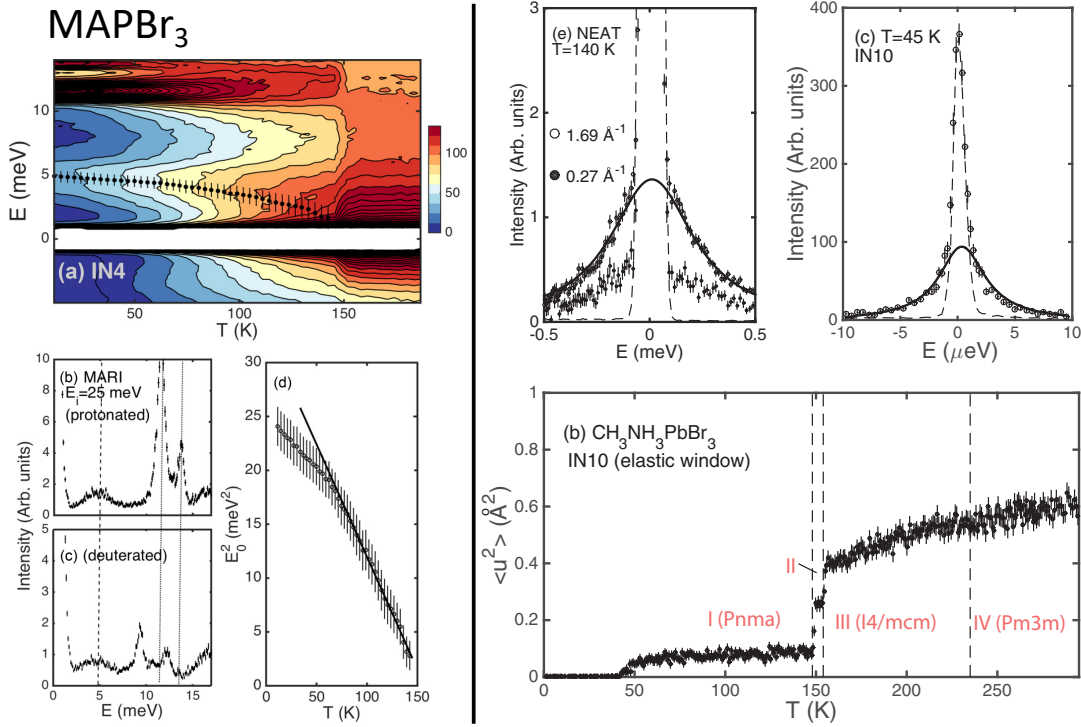 MAPBr3
E (meV)
10
5
0
(a) IN4
50
100
150
T (K)
100
50
0
(b) MARI
Ei=25 meV
(protonated)
Intensity (Arb. units)
10
8
6
4
2
0
(c) (deuterated)
5
4
3
2
1
0
0
5
10
15
E (meV)
(d)
E0^2 (meV^2)
30
25
20
15
10
5
0
0
50
100
150
T (K)
(e) NEAT
T=140 K
1.69 Å-1
0.27 Å-1
Intensity (Arb. units)
3
2
1
0
-0.5
0
0.5
E (meV)
(c) T=45 K
IN10
Intensity (Arb. units)
400
300
200
100
0
-10
-5
0
5
10
E (μeV)
(b) CH3NH3PbBr3
IN10 (elastic window)
<u^2> (Å^2)
1
0.8
0.6
0.4
0.2
0
II
I (Pnma)
III (I4/mcm)
IV (Pm3m)
0
50
100
150
200
250
T (K)